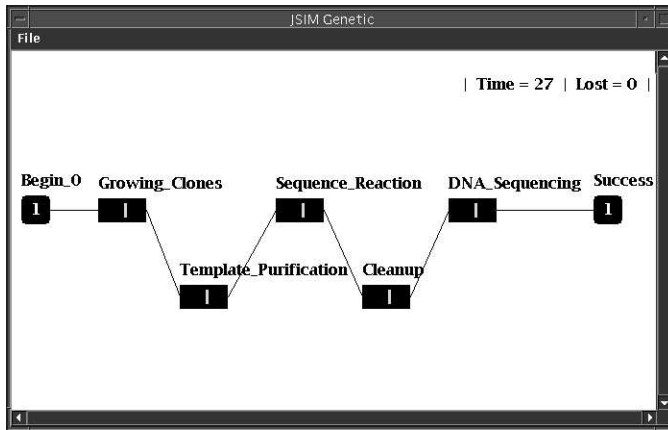 JSIM Genetic
File
| Time = 27 | Lost = 0 |
Begin_0 Growing_Clones Sequence_Reaction DNA_Sequencing Success
1 1
Template_Purification Cleanup